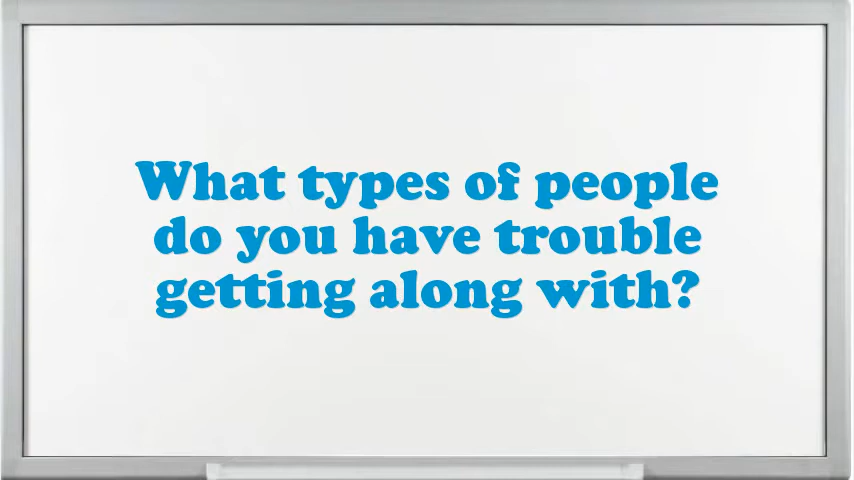 What types of people
do you have trouble
getting along with?